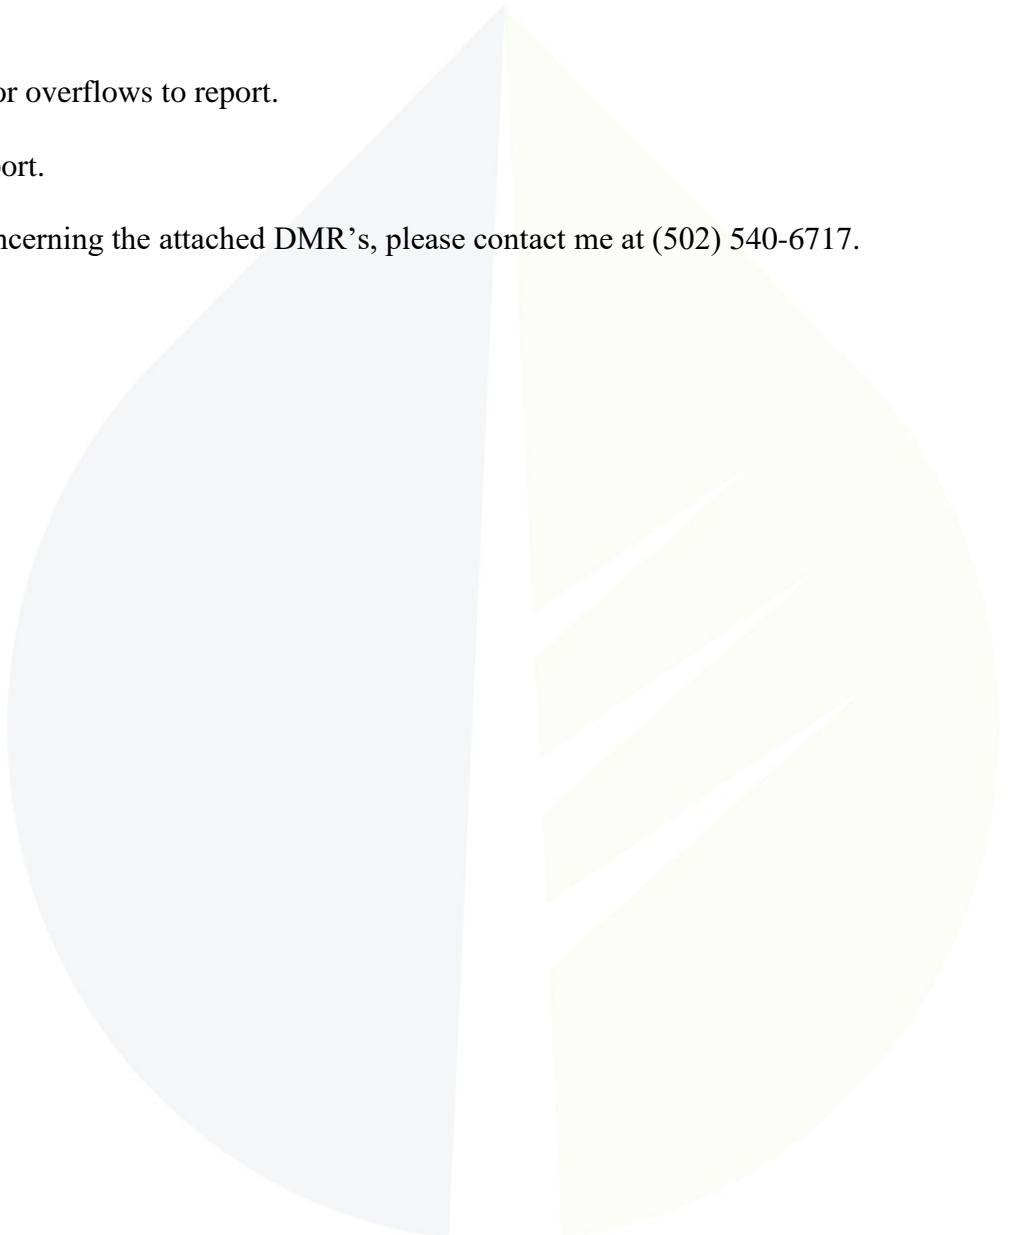 or overflows to report.
ort.
ncerning the attached DMR’s, please contact me at (502) 540-6717.